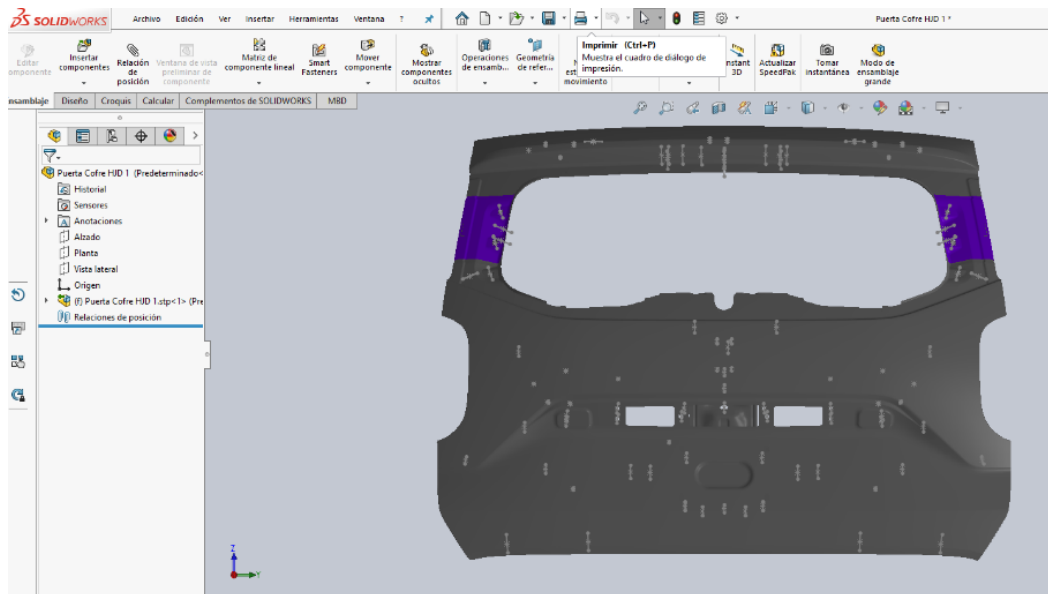 SOLIDWORKS
Archivo Edición Ver Insertar Herramientas Ventana ?
Puerta Cofre HJD 1 *
Editar componente
Insertar componentes
Relación de posición
Ventana de vista preliminar de componente
Matriz de componente lineal
Smart Fasteners
Mover componente
Mostrar componentes ocultos
Operaciones de ensamb...
Geometría de refer...
movimiento
Imprimir (Ctrl+P)
Muestra el cuadro de diálogo de
impresión.
3D
Actualizar SpeedPak
Tomar instantánea
Modo de ensamblaje grande
nsamblaje Diseño Croquis Calcular Complementos de SOLIDWORKS MBD
Puerta Cofre HJD 1 (Predeterminado<
Historial
Sensores
Anotaciones
Alzado
Planta
Vista lateral
Origen
(f) Puerta Cofre HJD 1.stp<1> (Pre
Relaciones de posición
Z
Y